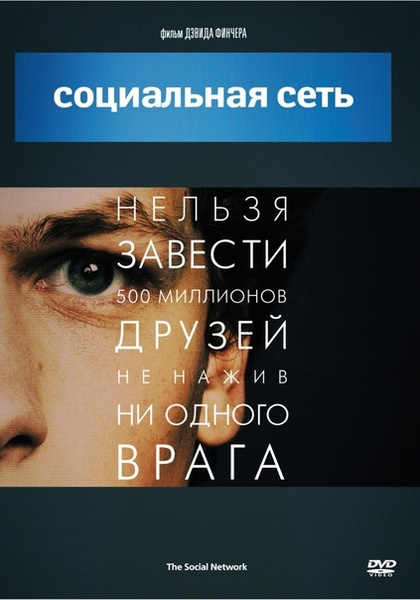 фильм ДЭВИДА ФИНЧЕРА
социальная сеть
НЕЛЬЗЯ
ЗАВЕСТИ
500 МИЛЛИОНОВ
ДРУЗЕЙ
НЕ НАЖИВ
НИ ОДНОГО
ВРАГА
The Social Network
DVD
VIDEO